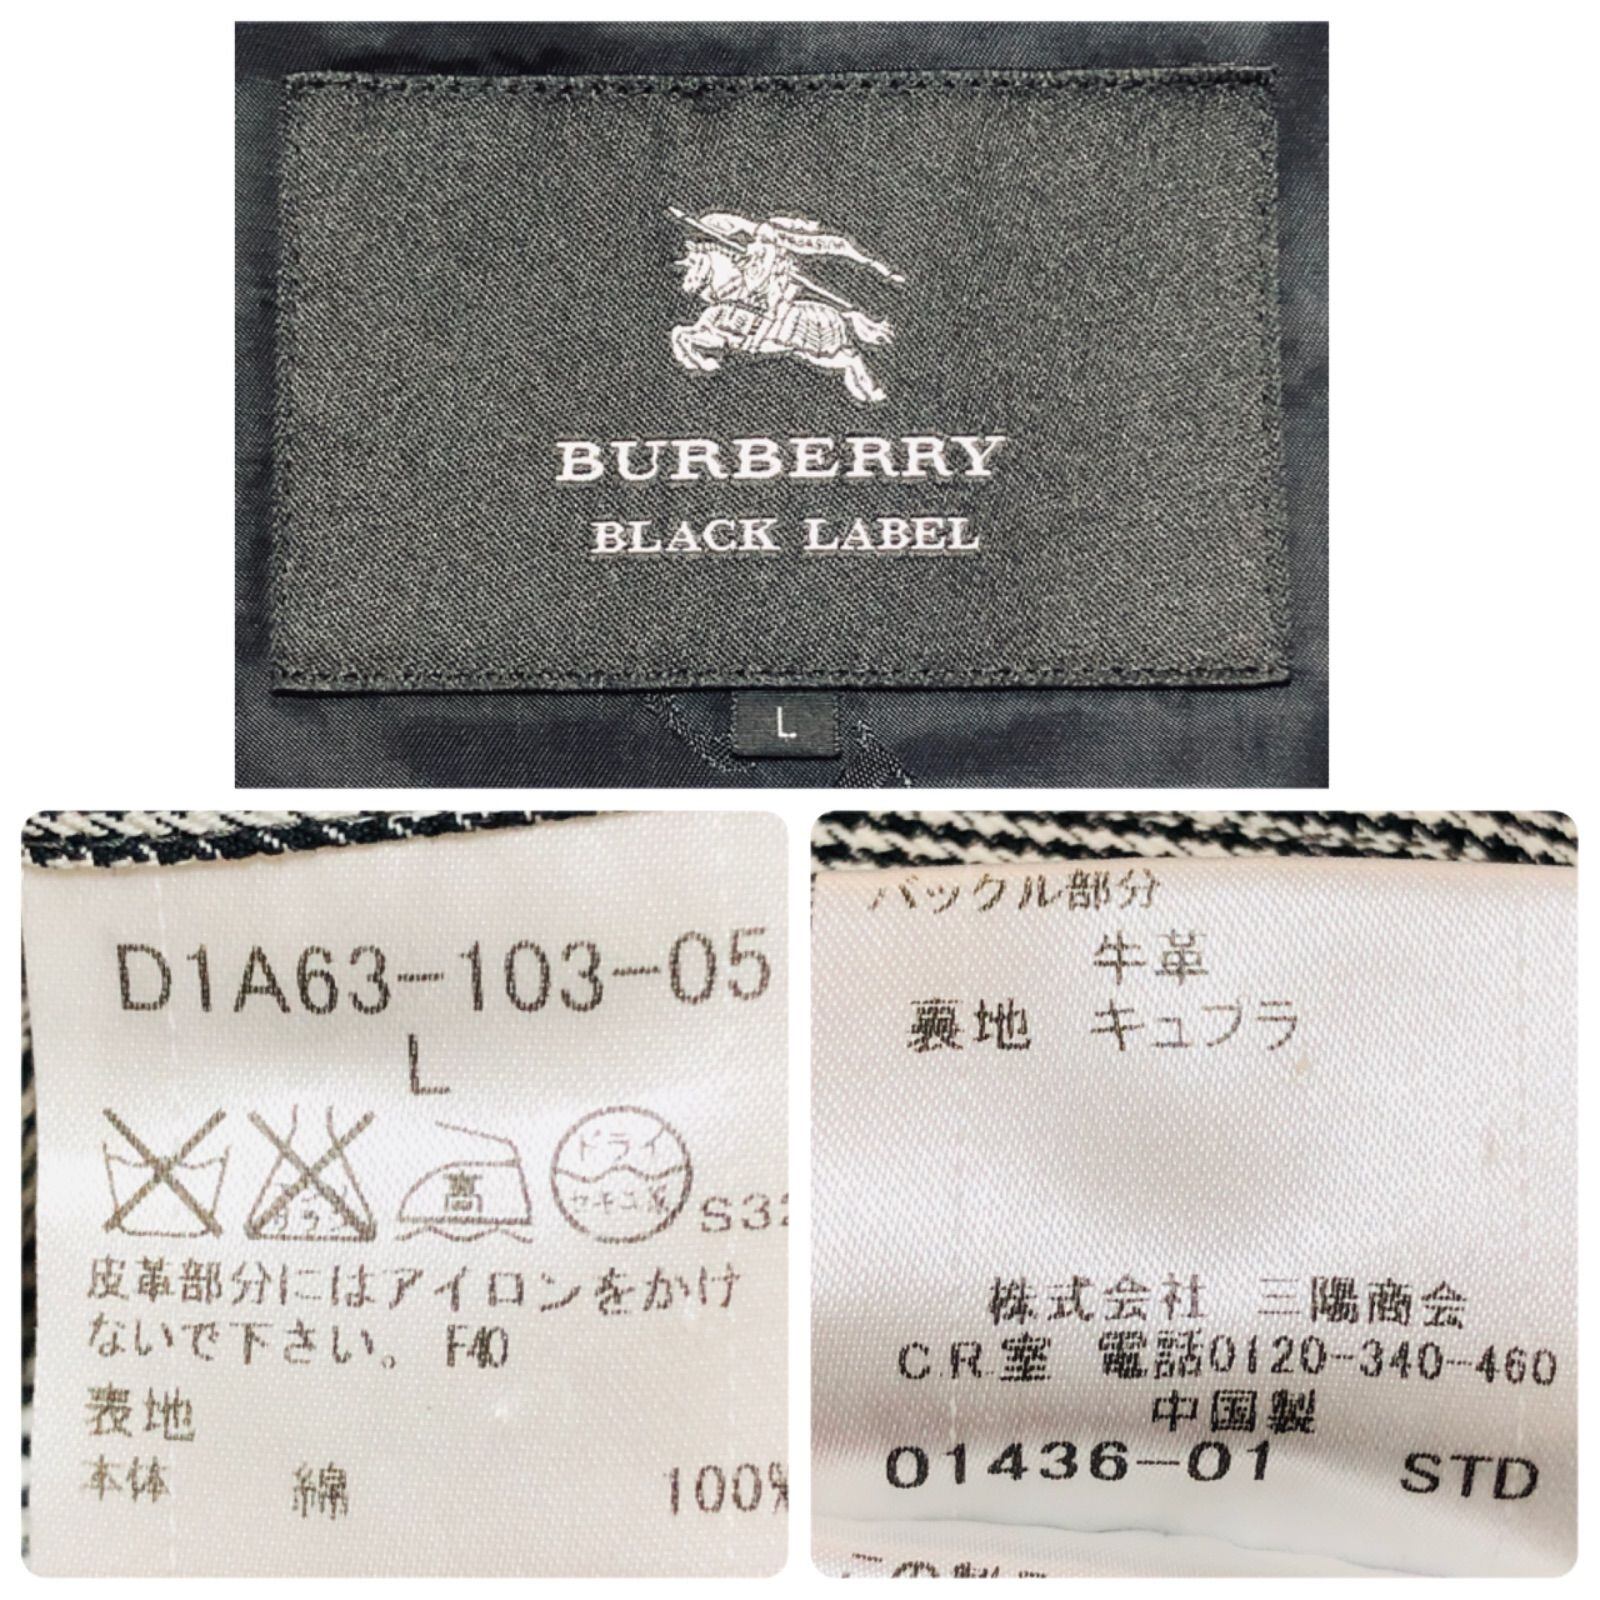 BURBERRY
BLACK LABEL
L
D1A63-103-05
L
高
ドライ
セキユ系
皮革部分にはアイロンをかけ
ないで下さい。 F40
表地
本体 綿 100%
バックル部分
牛革
裏地 キュプラ
株式会社 三陽商会
CR室 電話0120-340-460
中国製
01436-01 STD